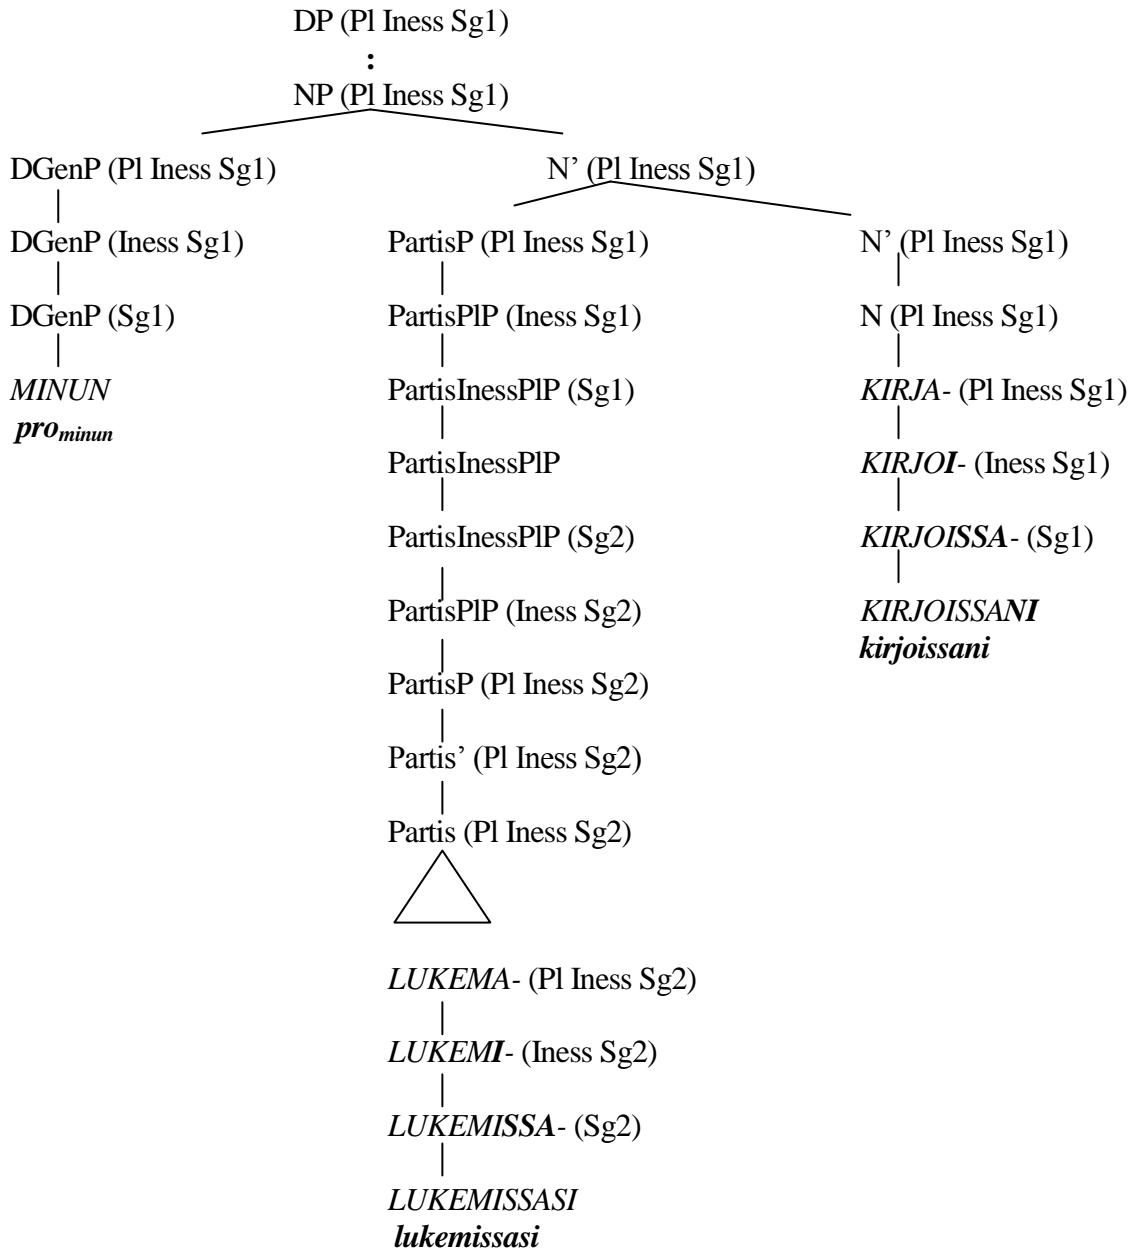 DP (Pl Iness Sg1)
:
NP (Pl Iness Sg1)
DGenP (Pl Iness Sg1) N’ (Pl Iness Sg1)
DGenP (Iness Sg1) PartisP (Pl Iness Sg1) N’ (Pl Iness Sg1)
DGenP (Sg1) PartisPlP (Iness Sg1) N (Pl Iness Sg1)
MINUN PartisInessPlP (Sg1) KIRJA- (Pl Iness Sg1)
prominun
PartisInessPlP KIRJOI- (Iness Sg1)
PartisInessPlP (Sg2) KIRJOISSA- (Sg1)
PartisPlP (Iness Sg2) KIRJOISSANI
kirjoissani
PartisP (Pl Iness Sg2)
Partis’ (Pl Iness Sg2)
Partis (Pl Iness Sg2)
LUKEMA- (Pl Iness Sg2)
LUKEMI- (Iness Sg2)
LUKEMISSA- (Sg2)
LUKEMISSASI
lukemissasi